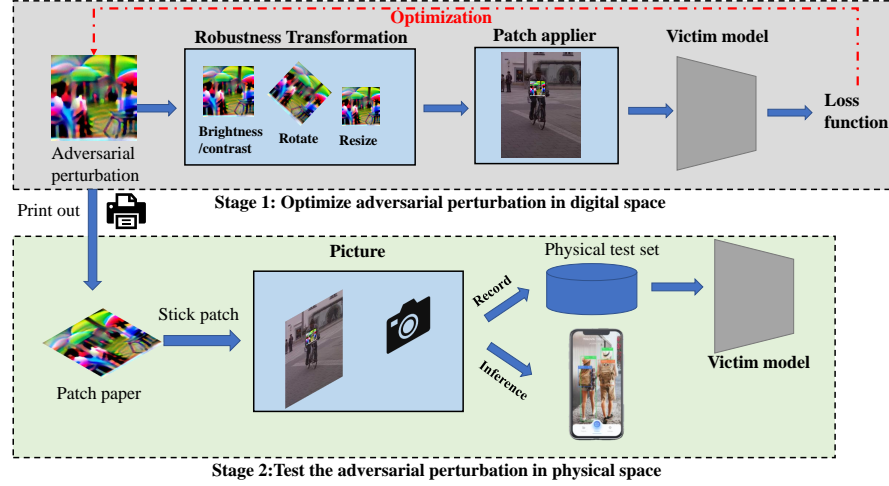 Optimization
Robustness Transformation
Patch applier
Victim model
Brightness
/contrast
Rotate
Resize
Loss
function
Adversarial
perturbation
Stage 1: Optimize adversarial perturbation in digital space
Print out
Picture
Physical test set
Stick patch
Record
Inference
Patch paper
Victim model
Stage 2:Test the adversarial perturbation in physical space